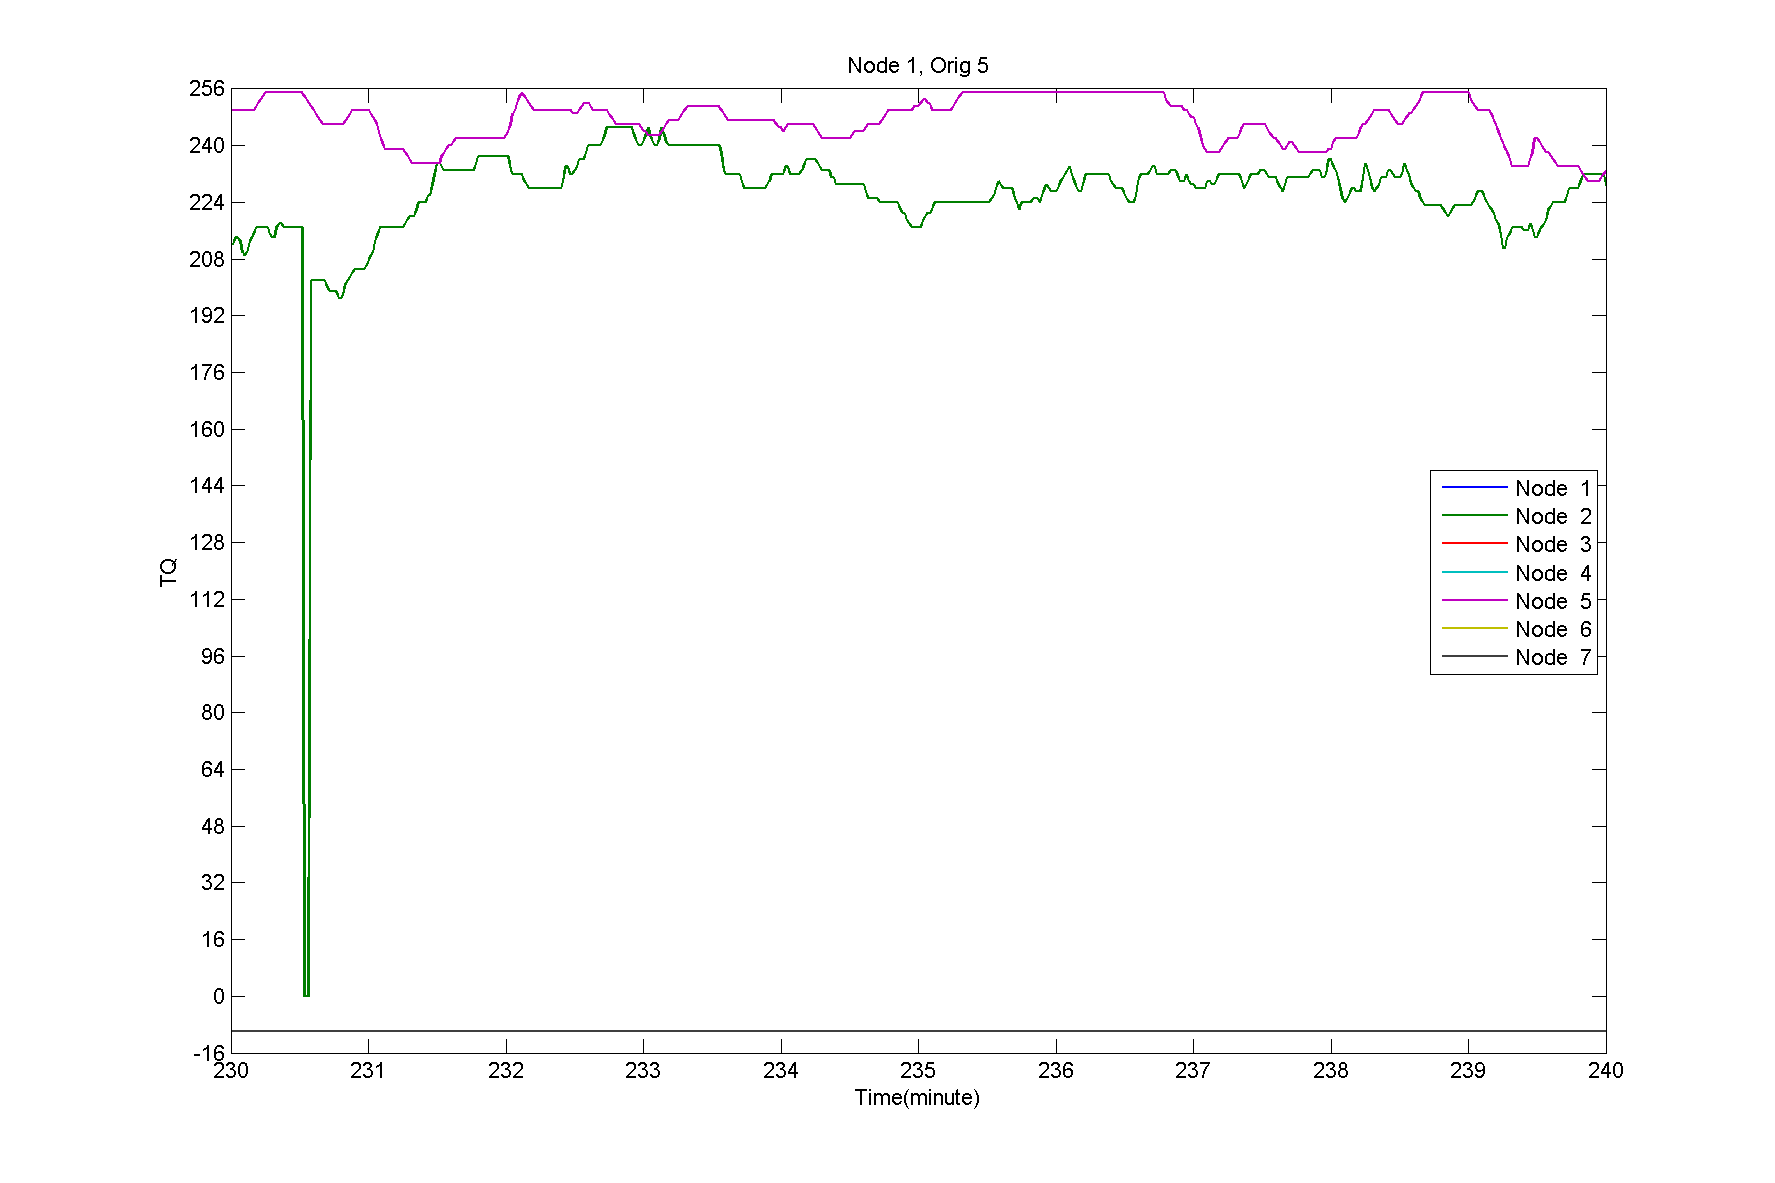 Node 1, Orig 5
256
240
224
208
192
176
160
144
128
112
96
80
64
48
32
16
0
-16
TQ
Node 1
Node 2
Node 3
Node 4
Node 5
Node 6
Node 7
230 231 232 233 234 235 236 237 238 239 240
Time(minute)